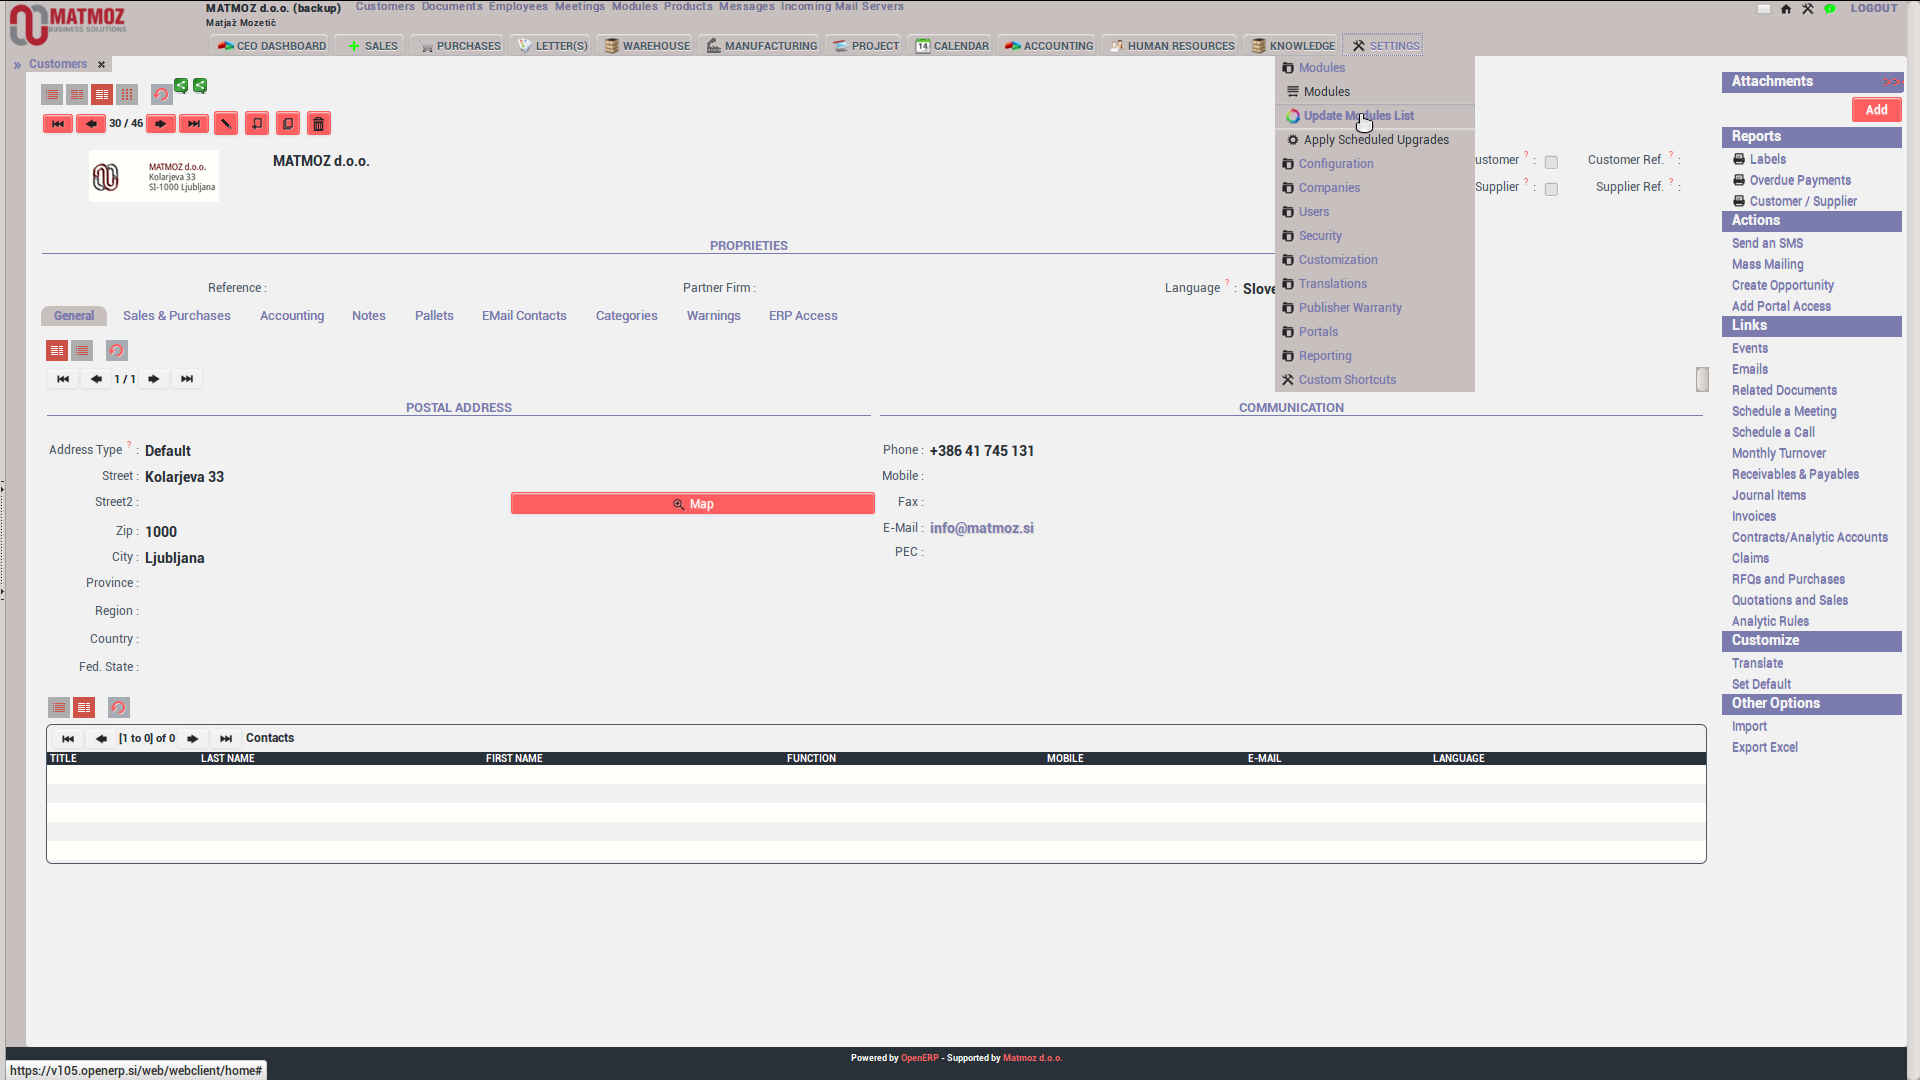 MATMOZ
BUSINESS SOLUTIONS
MATMOZ d.o.o. (backup)
Matjaž Mozetič
Customers Documents Employees Meetings Modules Products Messages Incoming Mail Servers
LOGOUT
CEO DASHBOARD
SALES
PURCHASES
LETTER(S)
WAREHOUSE
MANUFACTURING
PROJECT
14 CALENDAR
ACCOUNTING
HUMAN RESOURCES
KNOWLEDGE
SETTINGS
» Customers ×
Modules
Modules
Update Modules List
Apply Scheduled Upgrades
Configuration
Companies
Users
Security
Customization
Translations
Publisher Warranty
Portals
Reporting
Custom Shortcuts
30 / 46
MATMOZ d.o.o.
Kolarjeva 33
SI-1000 Ljubljana
MATMOZ d.o.o.
ustomer ? :
Customer Ref. ? :
Supplier ? :
Supplier Ref. ? :
PROPRIETIES
Reference :
Partner Firm :
Language ? : Slove
General
Sales & Purchases
Accounting
Notes
Pallets
EMail Contacts
Categories
Warnings
ERP Access
1 / 1
POSTAL ADDRESS
Address Type ? : Default
Street : Kolarjeva 33
Street2 :
Map
Zip : 1000
City : Ljubljana
Province :
Region :
Country :
Fed. State :
COMMUNICATION
Phone : +386 41 745 131
Mobile :
Fax :
E-Mail : info@matmoz.si
PEC :
[1 to 0] of 0
Contacts
TITLE LAST NAME FIRST NAME FUNCTION MOBILE E-MAIL LANGUAGE
Attachments
>>>
Add
Reports
Labels
Overdue Payments
Customer / Supplier
Actions
Send an SMS
Mass Mailing
Create Opportunity
Add Portal Access
Links
Events
Emails
Related Documents
Schedule a Meeting
Schedule a Call
Monthly Turnover
Receivables & Payables
Journal Items
Invoices
Contracts/Analytic Accounts
Claims
RFQs and Purchases
Quotations and Sales
Analytic Rules
Customize
Translate
Set Default
Other Options
Import
Export Excel
Powered by OpenERP - Supported by Matmoz d.o.o.
https://v105.openerp.si/web/webclient/home#